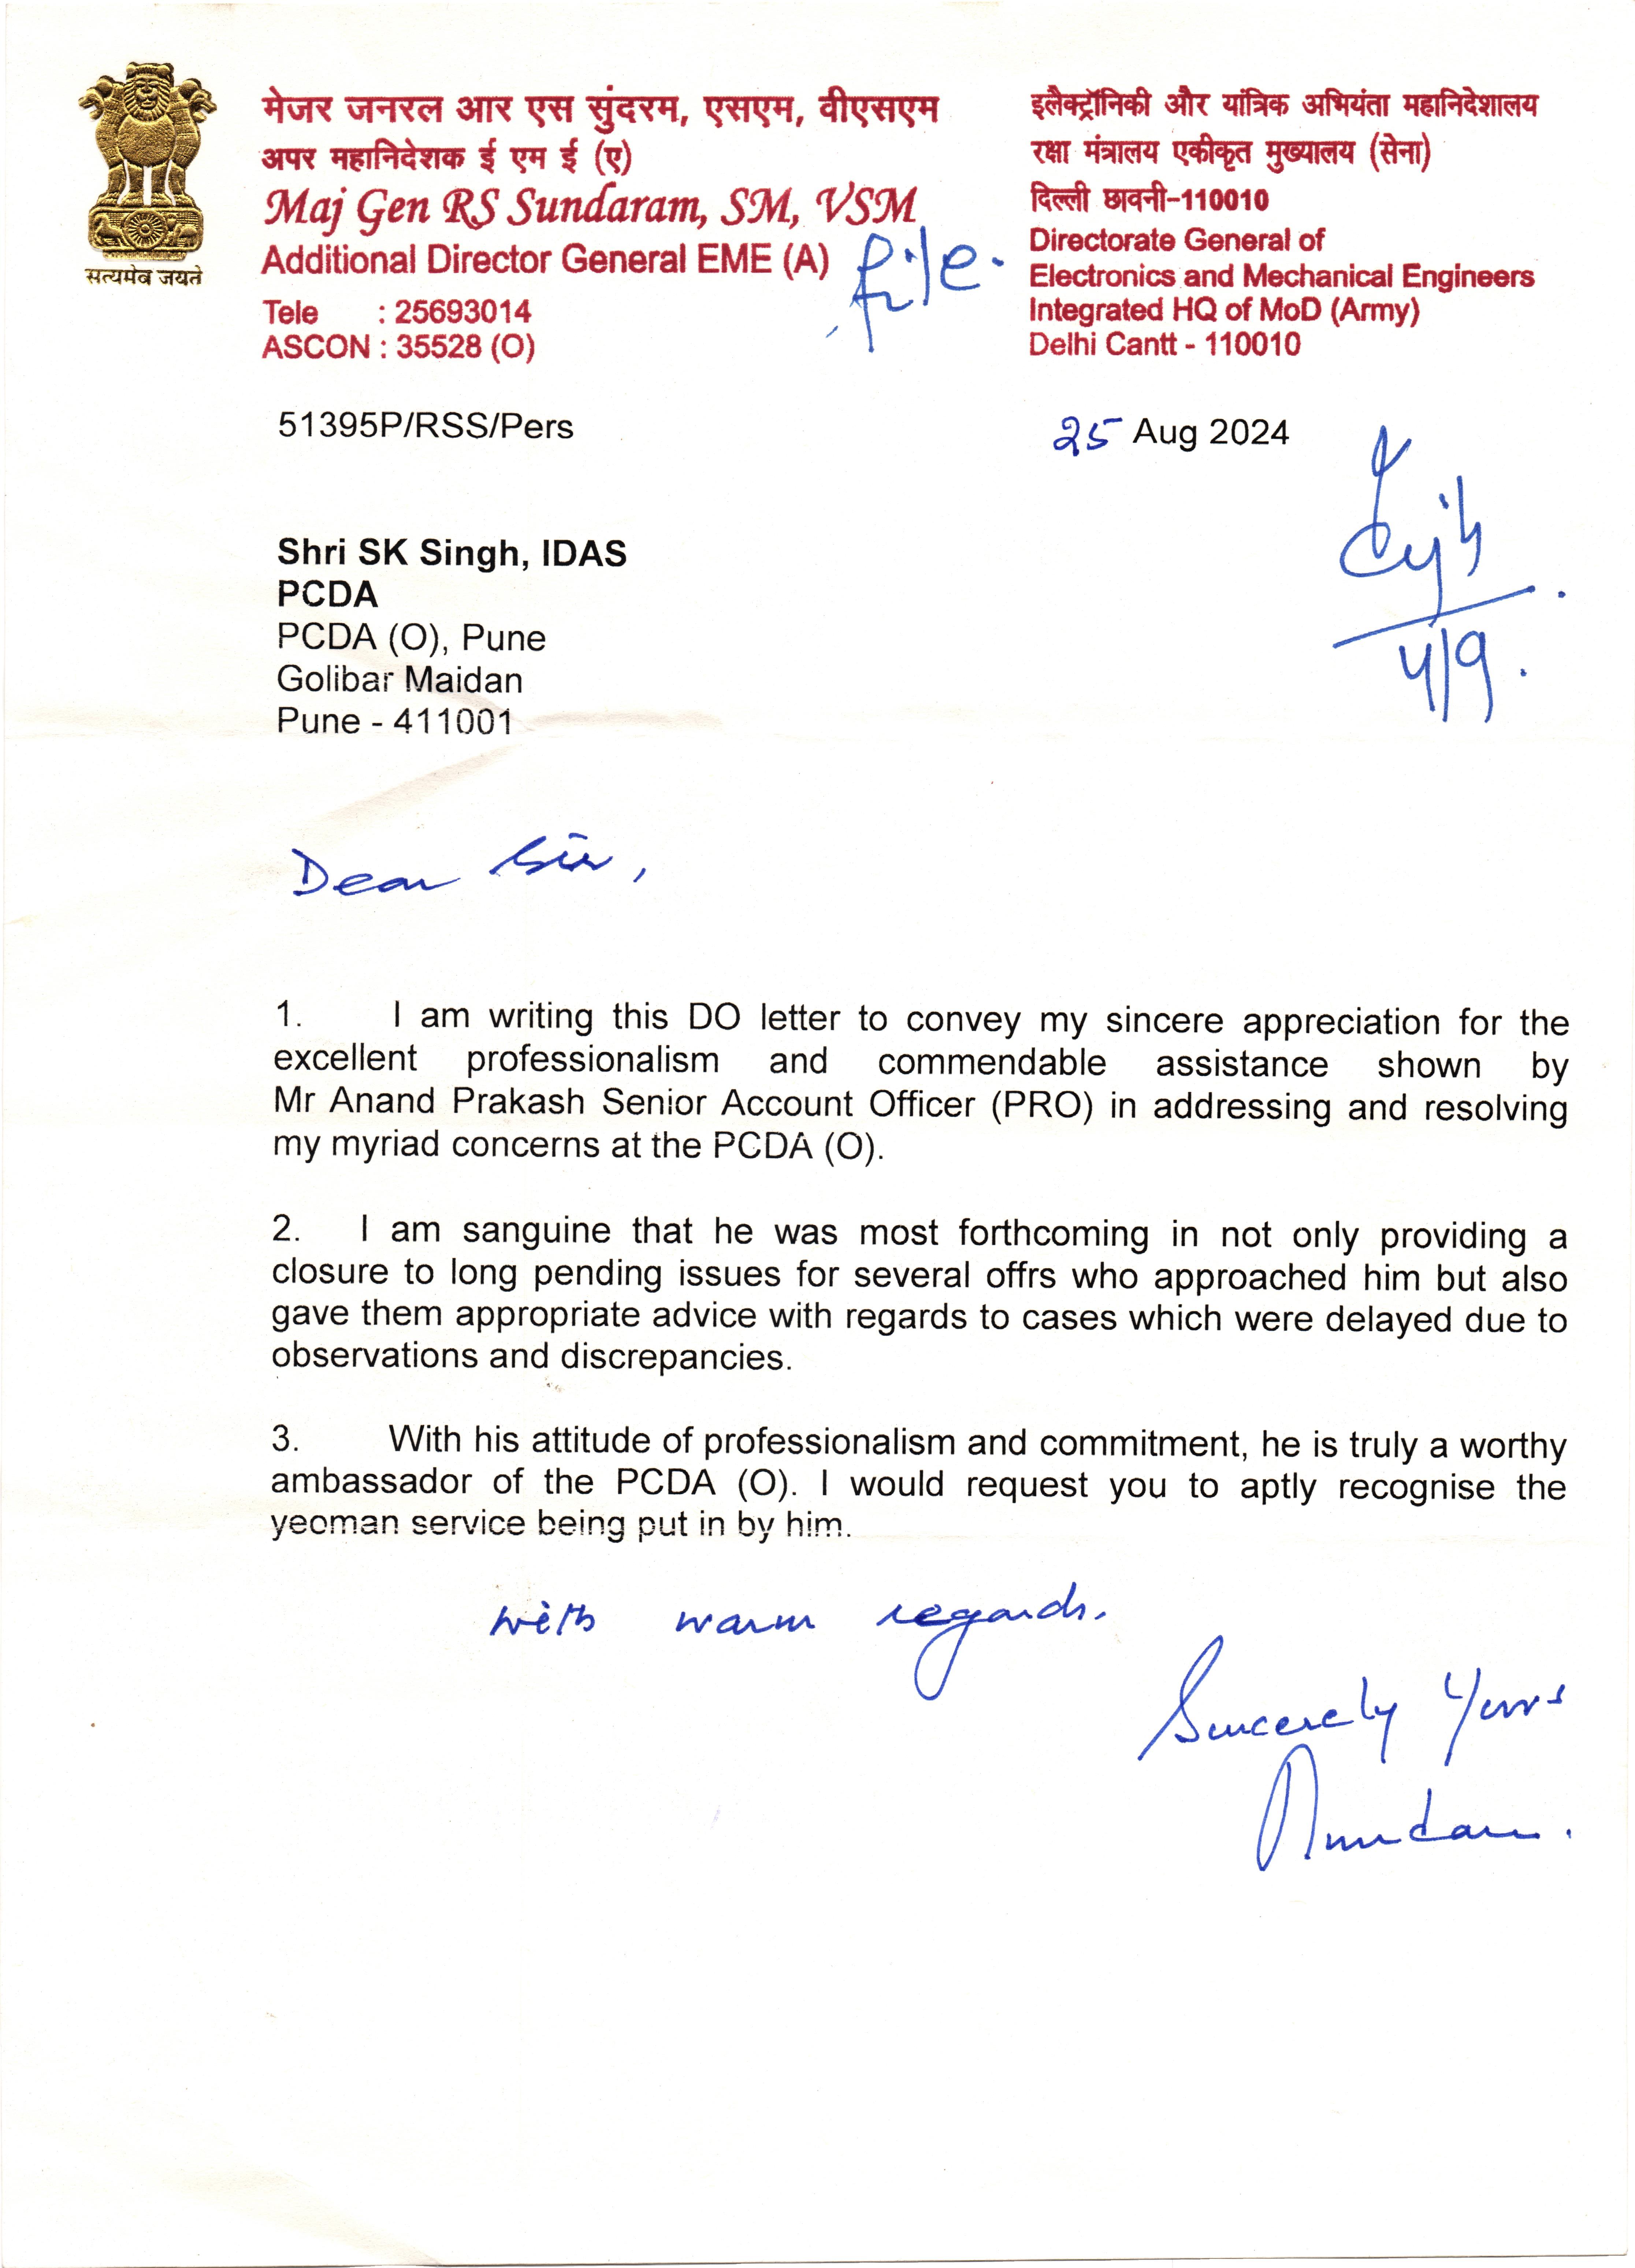 सत्यमेव जयते
मेजर जनरल आर एस सुंदरम, एसएम, वीएसएम
अपर महानिदेशक ई एम ई (ए)
Maj Gen RS Sundaram, SM, VSM
Additional Director General EME (A)
Tele : 25693014
ASCON : 35528 (O)
file.
इलैक्ट्रॉनिकी और यांत्रिक अभियंता महानिदेशालय
रक्षा मंत्रालय एकीकृत मुख्यालय (सेना)
दिल्ली छावनी-110010
Directorate General of
Electronics and Mechanical Engineers
Integrated HQ of MoD (Army)
Delhi Cantt - 110010
51395P/RSS/Pers
25 Aug 2024
4/9.
Shri SK Singh, IDAS
PCDA
PCDA (O), Pune
Golibar Maidan
Pune - 411001
Dear Sir,
1. I am writing this DO letter to convey my sincere appreciation for the
excellent professionalism and commendable assistance shown by
Mr Anand Prakash Senior Account Officer (PRO) in addressing and resolving
my myriad concerns at the PCDA (O).
2. I am sanguine that he was most forthcoming in not only providing a
closure to long pending issues for several offrs who approached him but also
gave them appropriate advice with regards to cases which were delayed due to
observations and discrepancies.
3. With his attitude of professionalism and commitment, he is truly a worthy
ambassador of the PCDA (O). I would request you to aptly recognise the
yeoman service being put in by him.
with warm regards.
Sincerely Yours